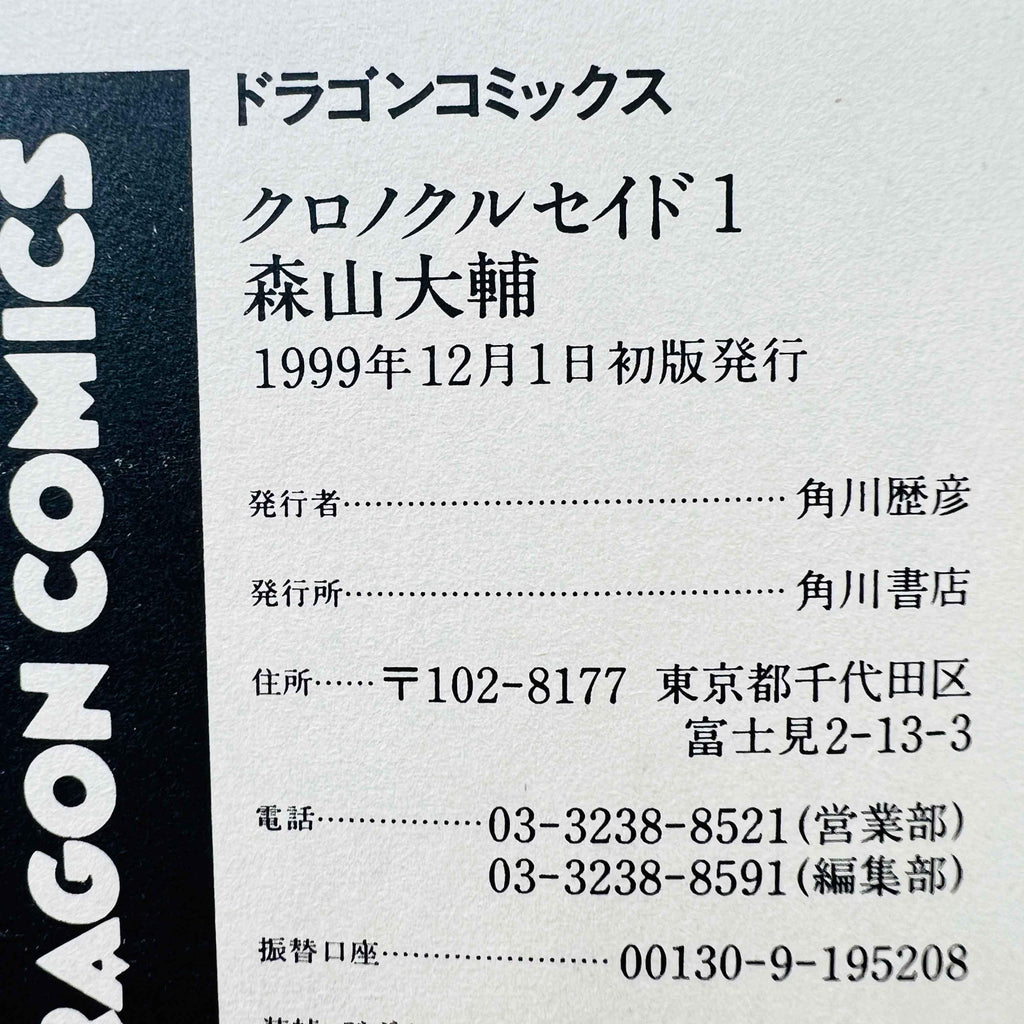 ドラゴンコミックス
クロノクルセイド1
森山大輔
1999年12月1日初版発行
発行者……………………………………角川歴彦
発行所……………………………………角川書店
住所……〒102-8177 東京都千代田区
富士見2-13-3
電話……………03-3238-8521(営業部)
03-3238-8591(編集部)
振替口座…………………00130-9-195208
RAGON COMICS